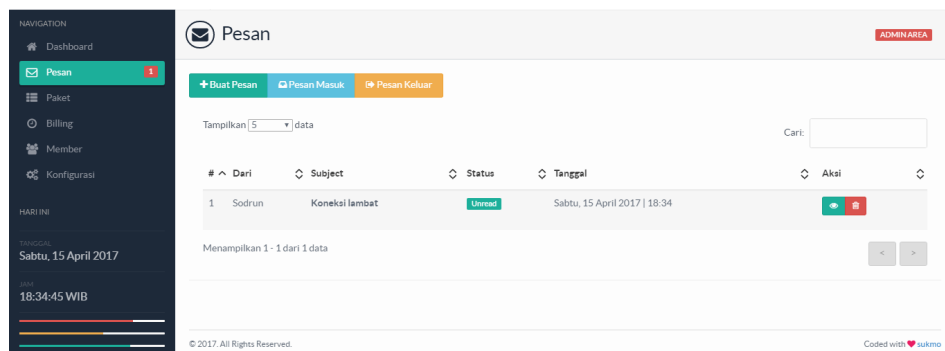 NAVIGATION
Dashboard
Pesan 1
Paket
Billing
Member
Konfigurasi
HARI INI
TANGGAL
Sabtu, 15 April 2017
JAM
18:34:45 WIB
Pesan
ADMIN AREA
+ Buat Pesan Pesan Masuk Pesan Keluar
Tampilkan 5 data
Cari:
# Dari Subject Status Tanggal Aksi
1 Sodrun Koneksi lambat Unread Sabtu, 15 April 2017 | 18:34
Menampilkan 1 - 1 dari 1 data
< >
© 2017. All Rights Reserved.
Coded with ❤ sukmo